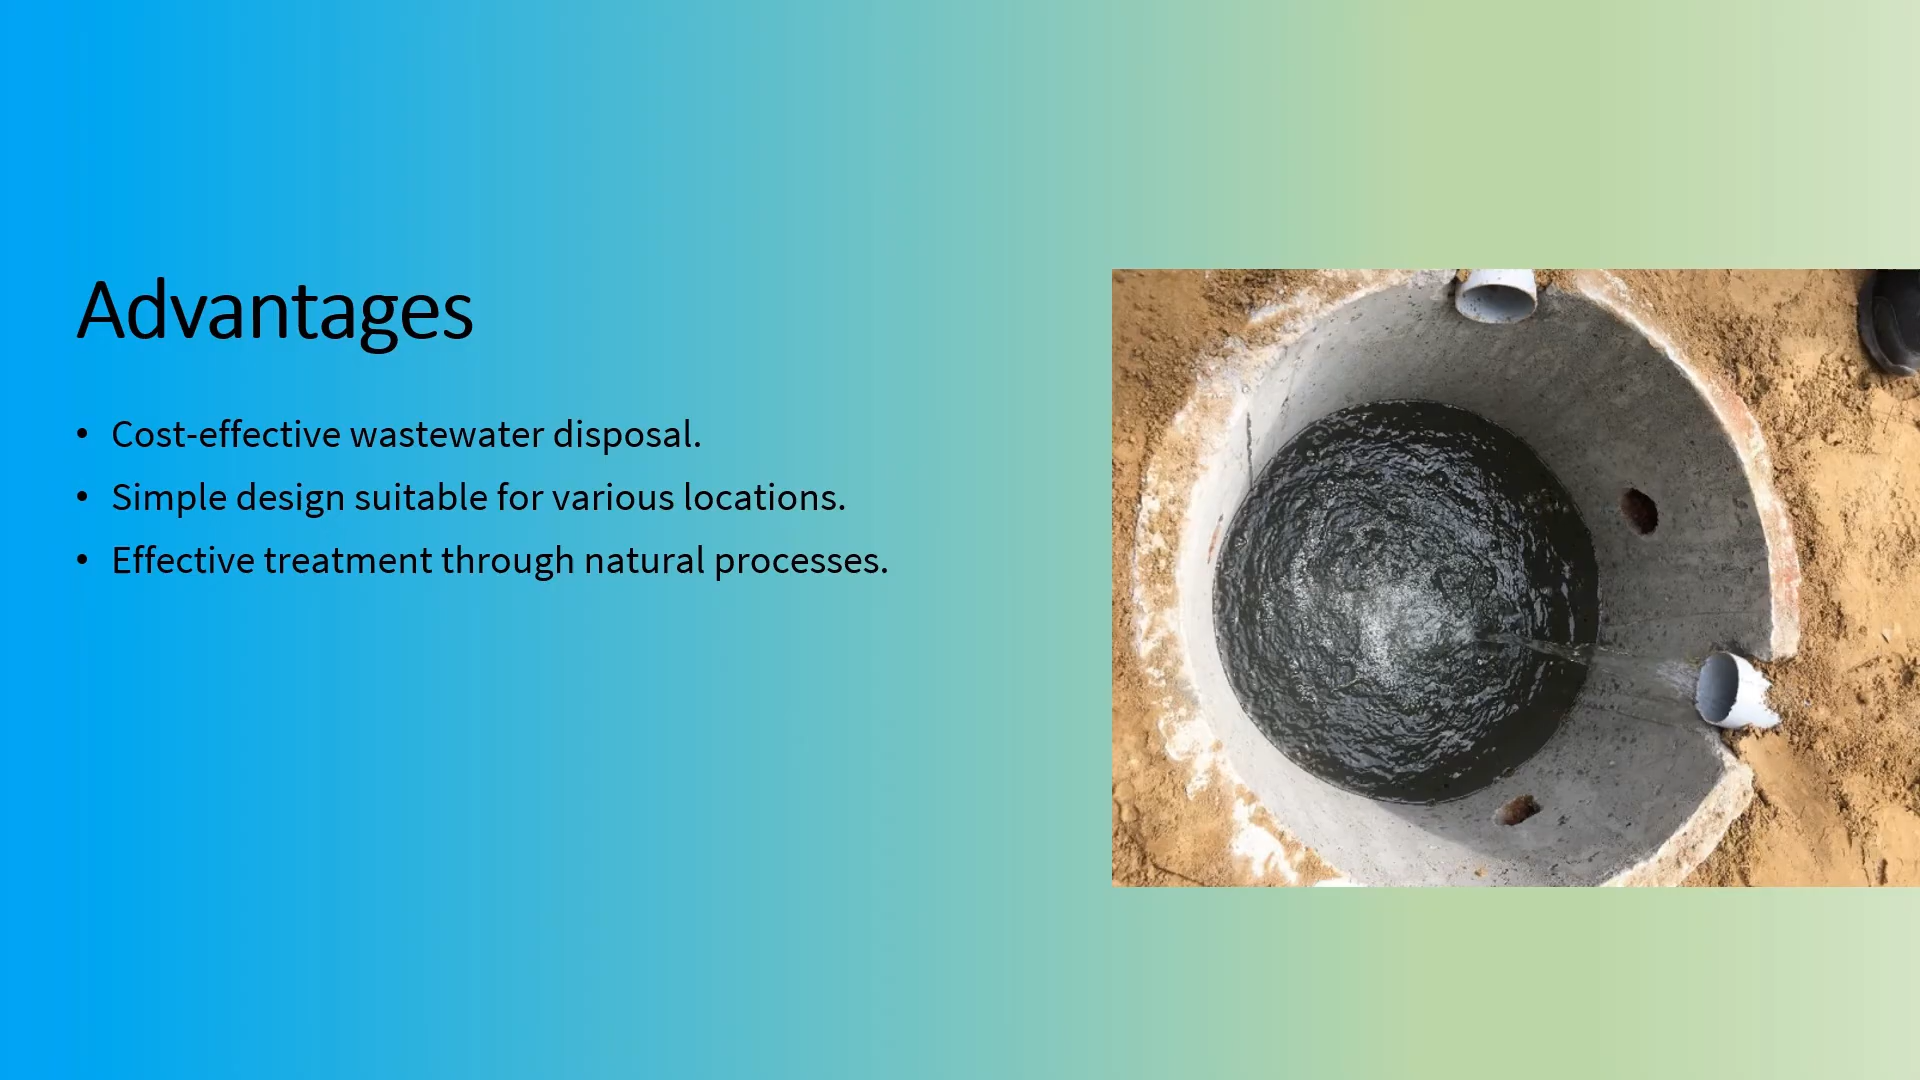 Advantages
• Cost-effective wastewater disposal.
• Simple design suitable for various locations.
• Effective treatment through natural processes.